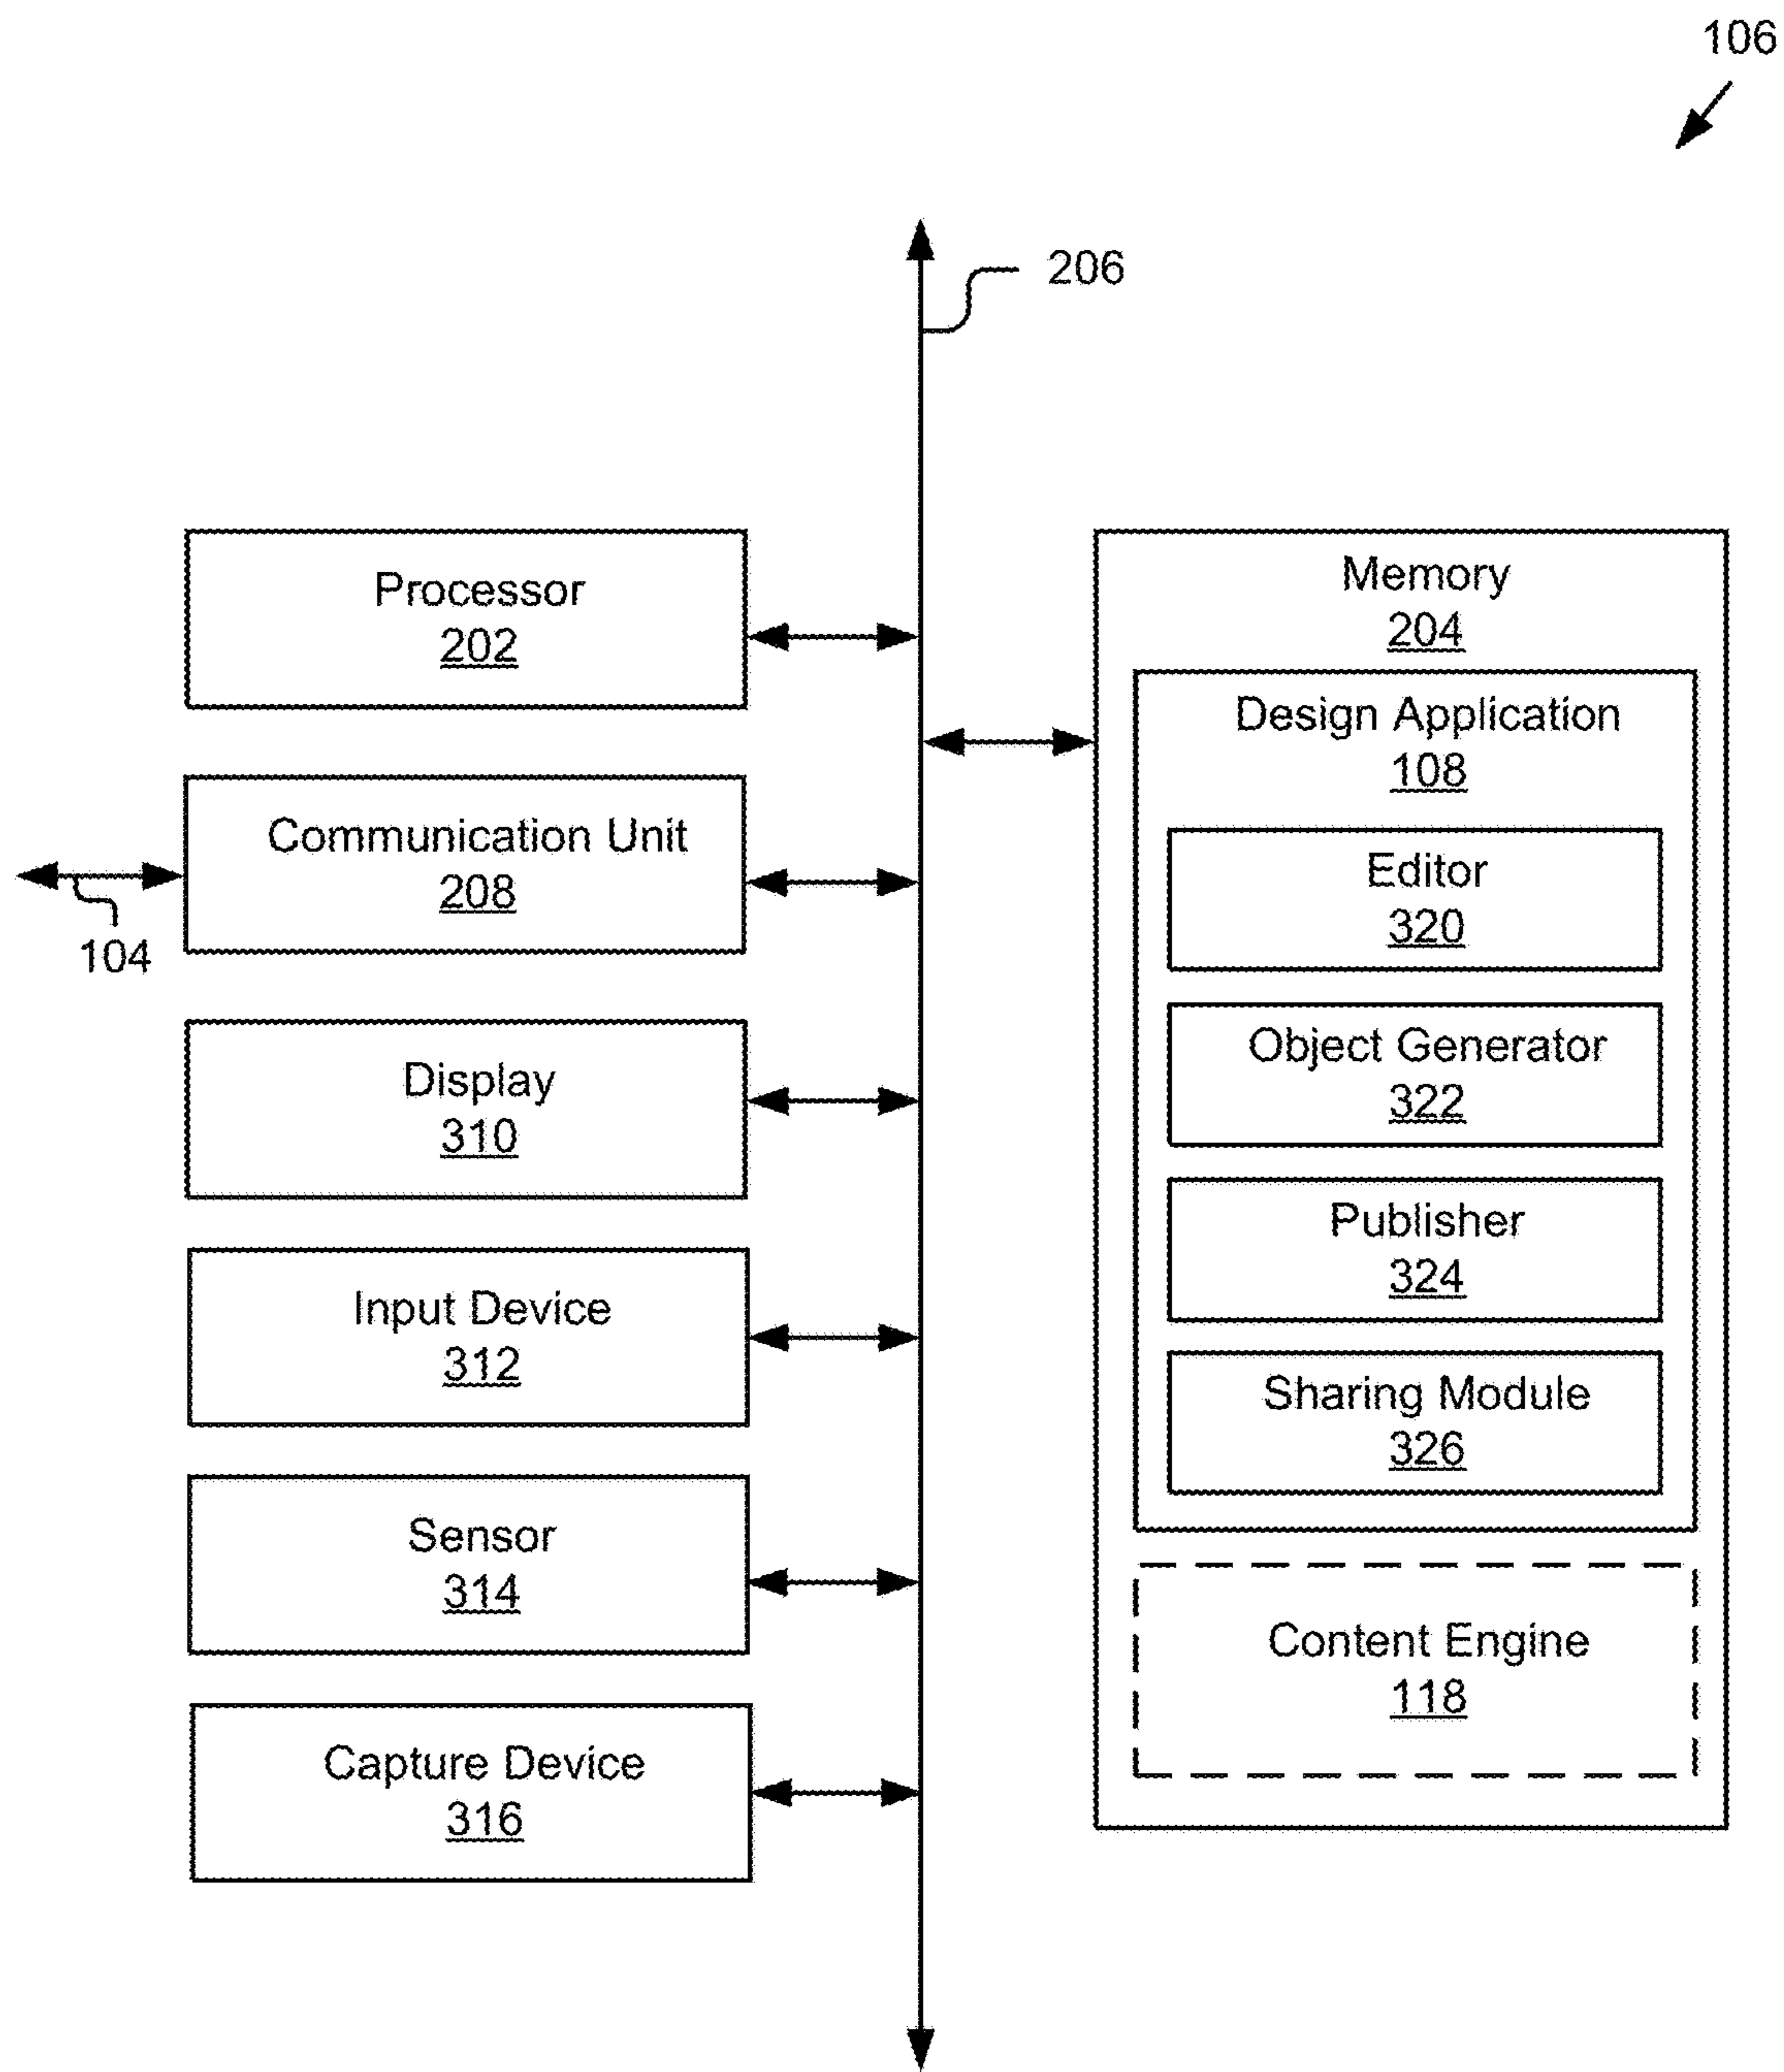 106
206
Processor
202
Communication Unit
208
104
Display
310
Input Device
312
Sensor
314
Capture Device
316
Memory
204
Design Application
108
Editor
320
Object Generator
322
Publisher
324
Sharing Module
326
Content Engine
118